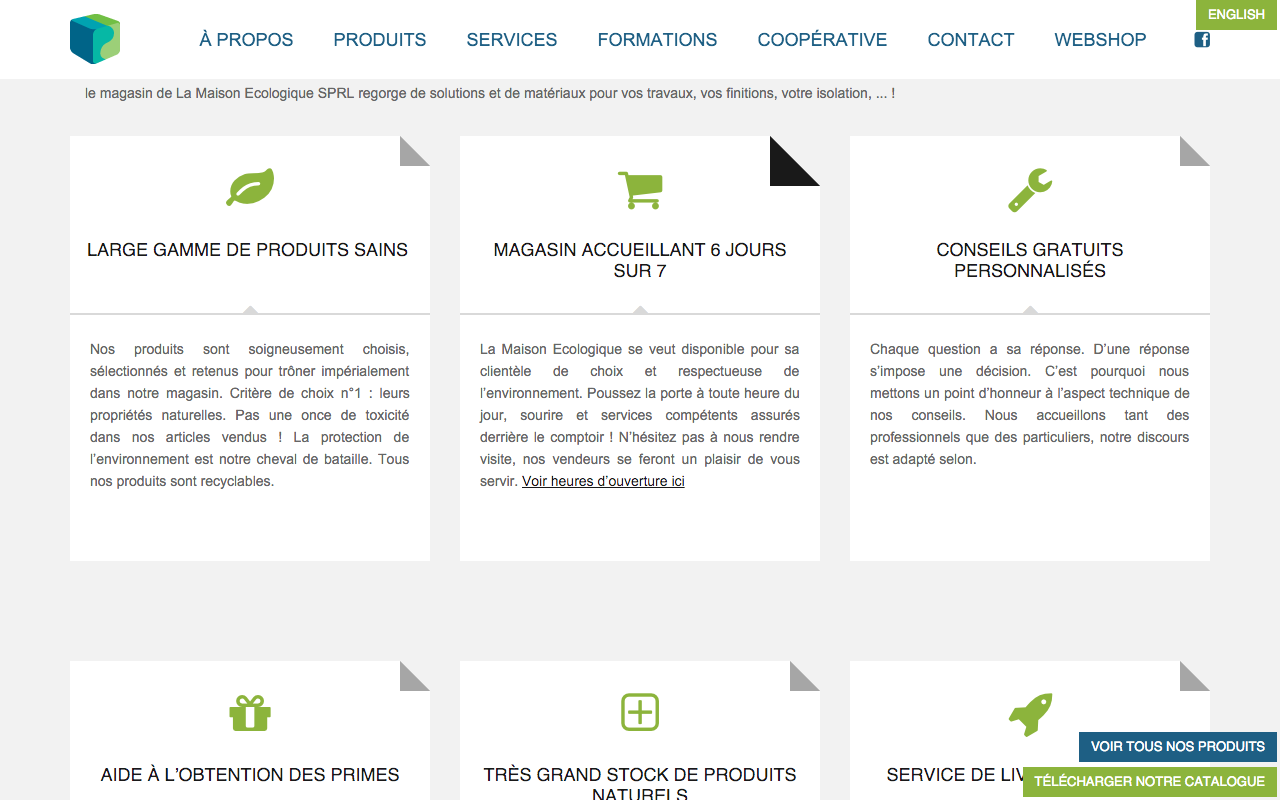 ENGLISH
À PROPOS
PRODUITS
SERVICES
FORMATIONS
COOPÉRATIVE
CONTACT
WEBSHOP
le magasin de La Maison Ecologique SPRL regorge de solutions et de matériaux pour vos travaux, vos finitions, votre isolation, ... !
LARGE GAMME DE PRODUITS SAINS
Nos produits sont soigneusement choisis,
sélectionnés et retenus pour trôner impérialement
dans notre magasin. Critère de choix n°1 : leurs
propriétés naturelles. Pas une once de toxicité
dans nos articles vendus ! La protection de
l’environnement est notre cheval de bataille. Tous
nos produits sont recyclables.
MAGASIN ACCUEILLANT 6 JOURS
SUR 7
La Maison Ecologique se veut disponible pour sa
clientèle de choix et respectueuse de
l’environnement. Poussez la porte à toute heure du
jour, sourire et services compétents assurés
derrière le comptoir ! N’hésitez pas à nous rendre
visite, nos vendeurs se feront un plaisir de vous
servir. Voir heures d’ouverture ici
CONSEILS GRATUITS
PERSONNALISÉS
Chaque question a sa réponse. D’une réponse
s’impose une décision. C’est pourquoi nous
mettons un point d’honneur à l’aspect technique de
nos conseils. Nous accueillons tant des
professionnels que des particuliers, notre discours
est adapté selon.
AIDE À L’OBTENTION DES PRIMES
TRÈS GRAND STOCK DE PRODUITS
NATURELS
SERVICE DE
VOIR TOUS NOS PRODUITS
TÉLÉCHARGER NOTRE CATALOGUE